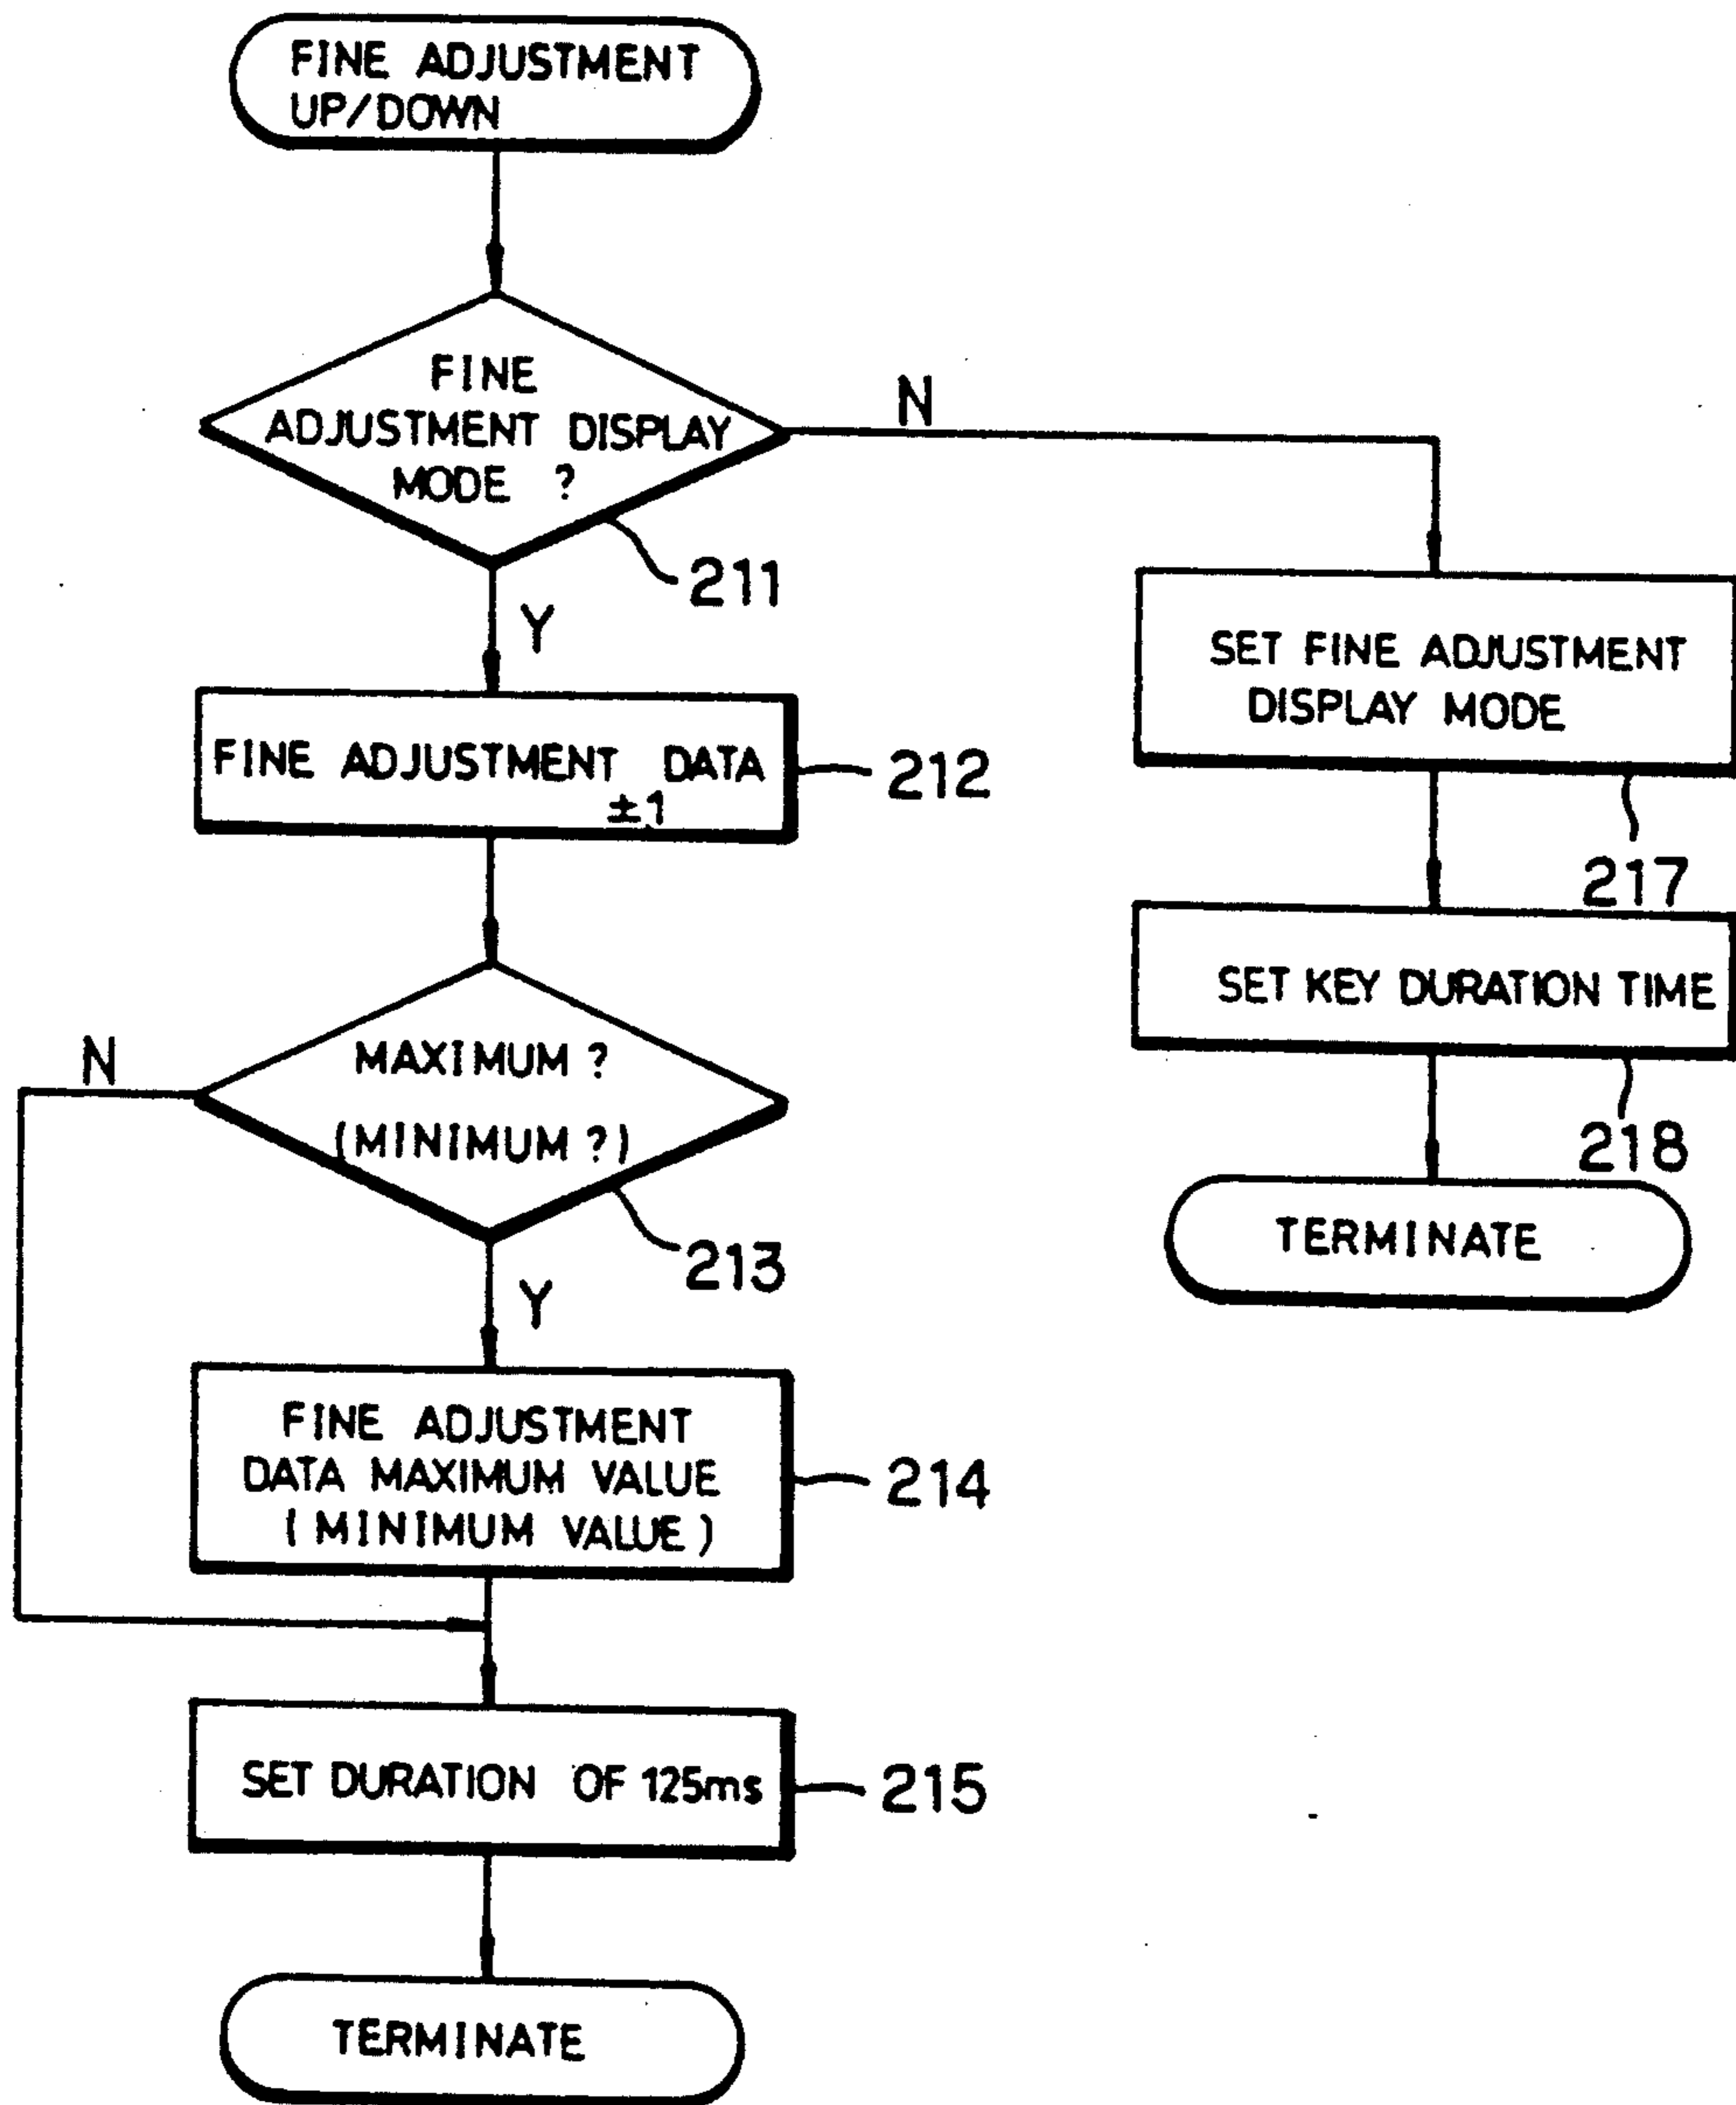 FINE ADJUSTMENT
UP/DOWN
FINE
ADJUSTMENT DISPLAY
MODE ?
N
211
Y
SET FINE ADJUSTMENT
DISPLAY MODE
217
FINE ADJUSTMENT DATA
±1
212
SET KEY DURATION TIME
218
TERMINATE
MAXIMUM ?
(MINIMUM ?)
N
213
Y
FINE ADJUSTMENT
DATA MAXIMUM VALUE
(MINIMUM VALUE)
214
SET DURATION OF 125ms
215
TERMINATE